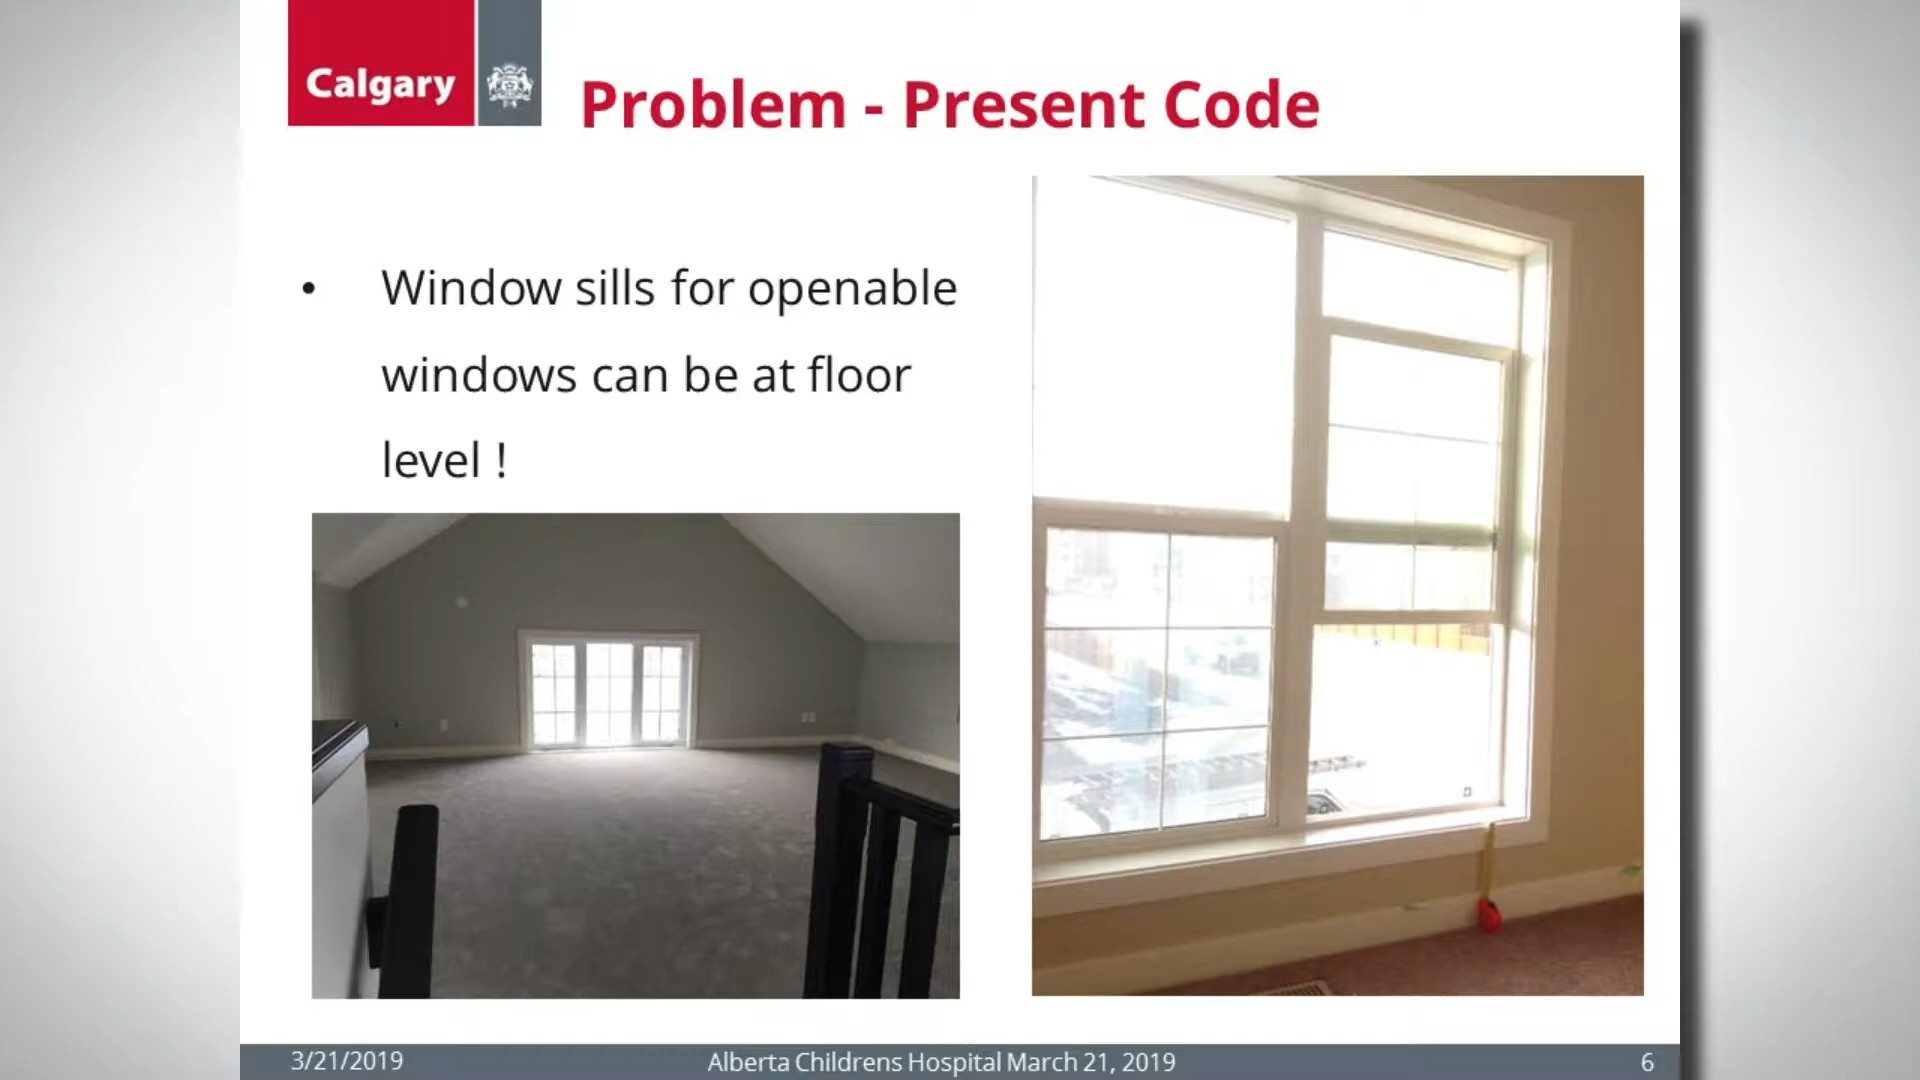 Calgary
Problem - Present Code
• Window sills for openable
windows can be at floor
level !
3/21/2019
Alberta Childrens Hospital March 21, 2019
6